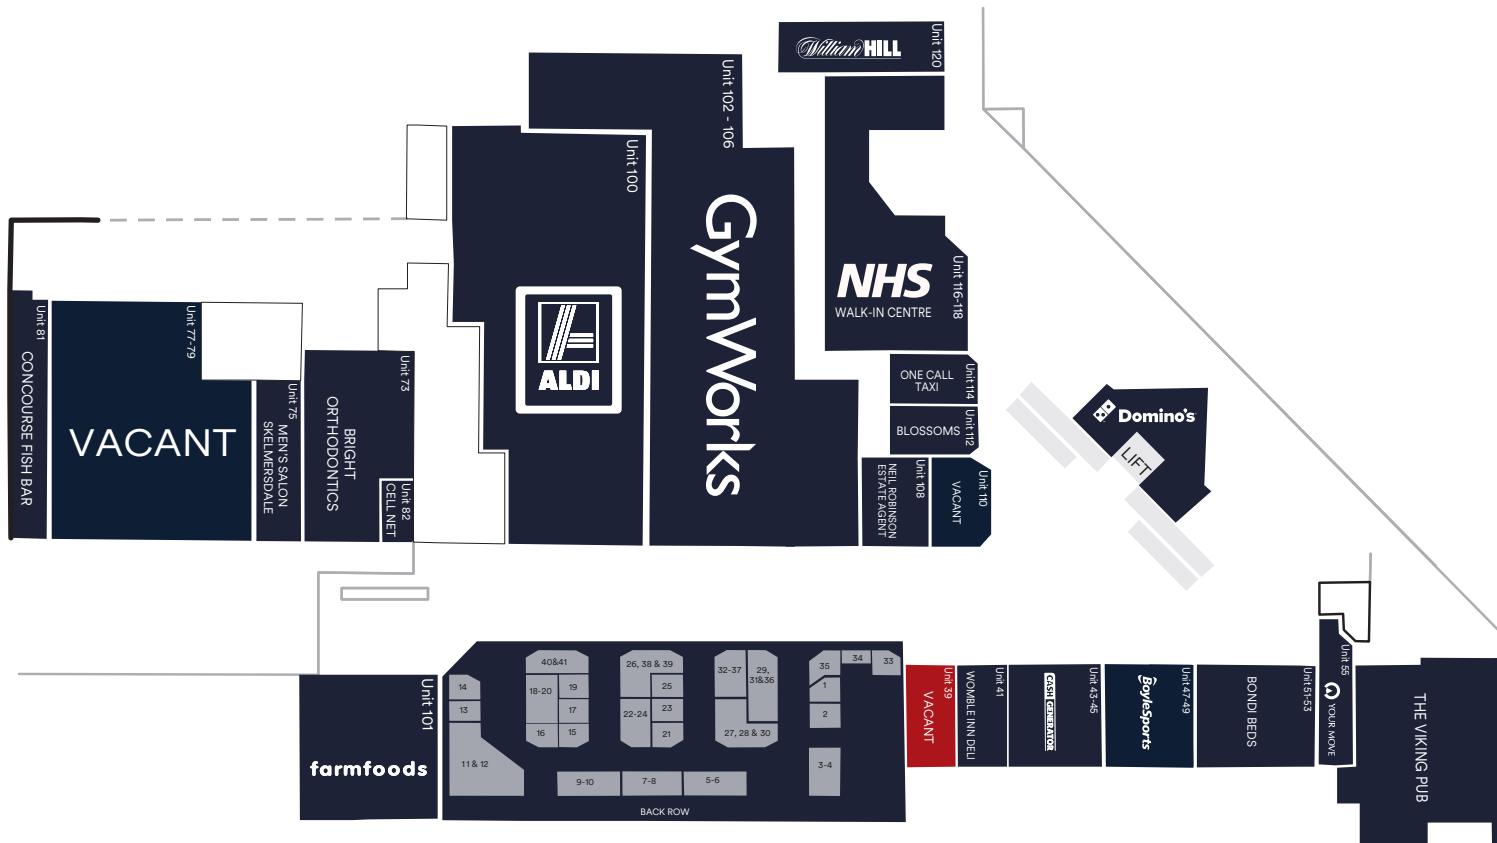 William HILL
Unit 120
Unit 102 - 106
GymWorks
Unit 100
ALDI
NHS
WALK-IN CENTRE
Unit 116-118
ONE CALL
TAXI
Unit 114
BLOSSOMS
Unit 112
NEIL ROBINSON
ESTATE AGENT
Unit 108
VACANT
Unit 110
Domino's
LIFT
Unit 81
CONCOURSE FISH BAR
Unit 77-79
VACANT
Unit 75
MEN'S SALON
SKELMERSDALE
Unit 73
BRIGHT
ORTHODONTICS
Unit 82
CELL NET
Unit 101
farmfoods
14
13
11 & 12
40&41
18-20
19
17
16
15
26, 38 & 39
25
22-24
23
21
32-37
29,
31&36
27, 28 & 30
35
34
33
1
2
3-4
9-10
7-8
5-6
BACK ROW
Unit 39
VACANT
Unit 41
WOMBLE INN DELI
Unit 43-45
CASH GENERATOR
Unit 47-49
BoyleSports
Unit 51-53
BONDI BEDS
Unit 55
YOUR MOVE
THE VIKING PUB